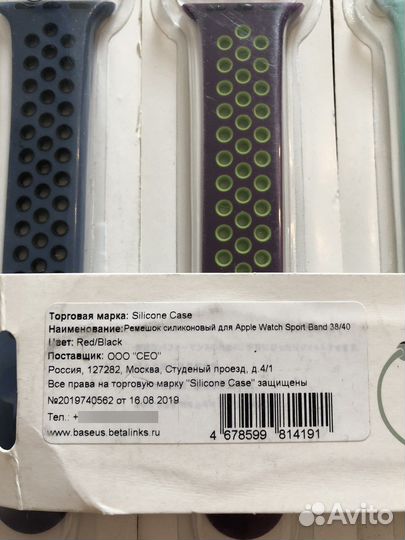 Торговая марка: Silicone Case
Наименование:Ремешок силиконовый для Apple Watch Sport Band 38/40
Цвет: Red/Black
Поставщик: ООО "СЕО"
Россия, 127282, Москва, Студеный проезд, д.4/1
Все права на торговую марку "Silicone Case" защищены
№2019740562 от 16.08.2019
Тел.: +
www.baseus.betalinks.ru
4 678599 814191
Avito